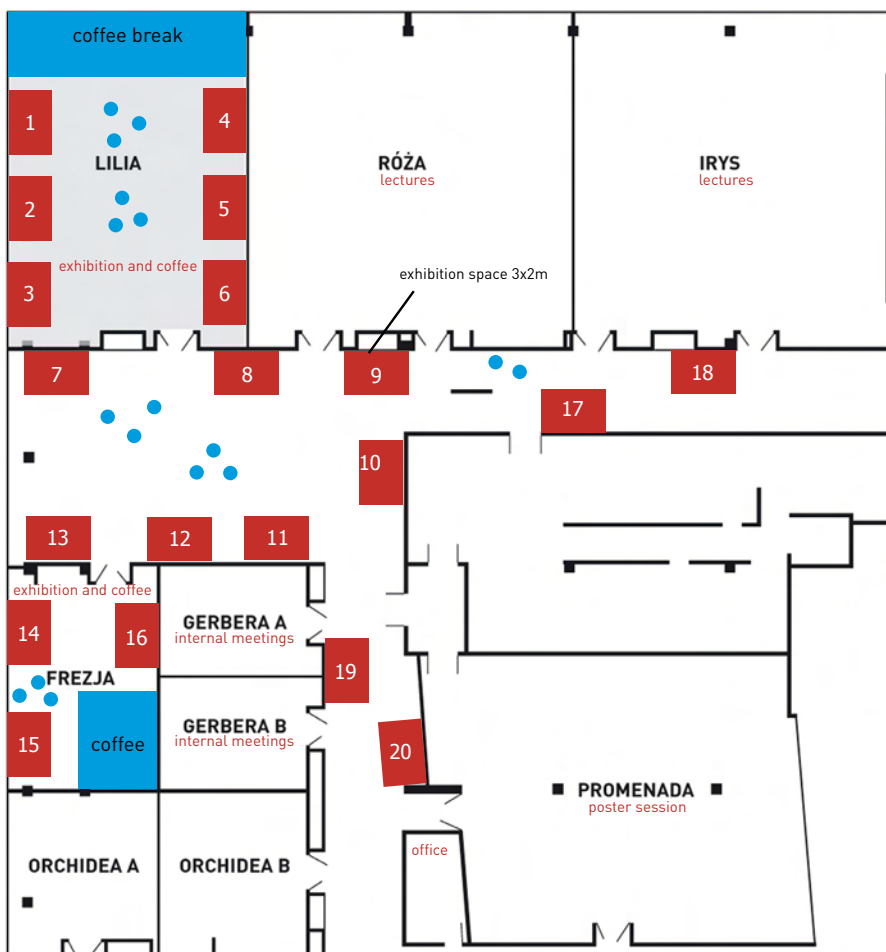 coffee break
1
4
LILIA
RÓŻA
lectures
IRYS
lectures
2
5
exhibition and coffee
exhibition space 3x2m
3
6
7
8
9
18
17
10
13
12
11
exhibition and coffee
14
16
GERBERA A
internal meetings
FREZJA
19
15
coffee
GERBERA B
internal meetings
20
PROMENADA
poster session
ORCHIDEA A
ORCHIDEA B
office